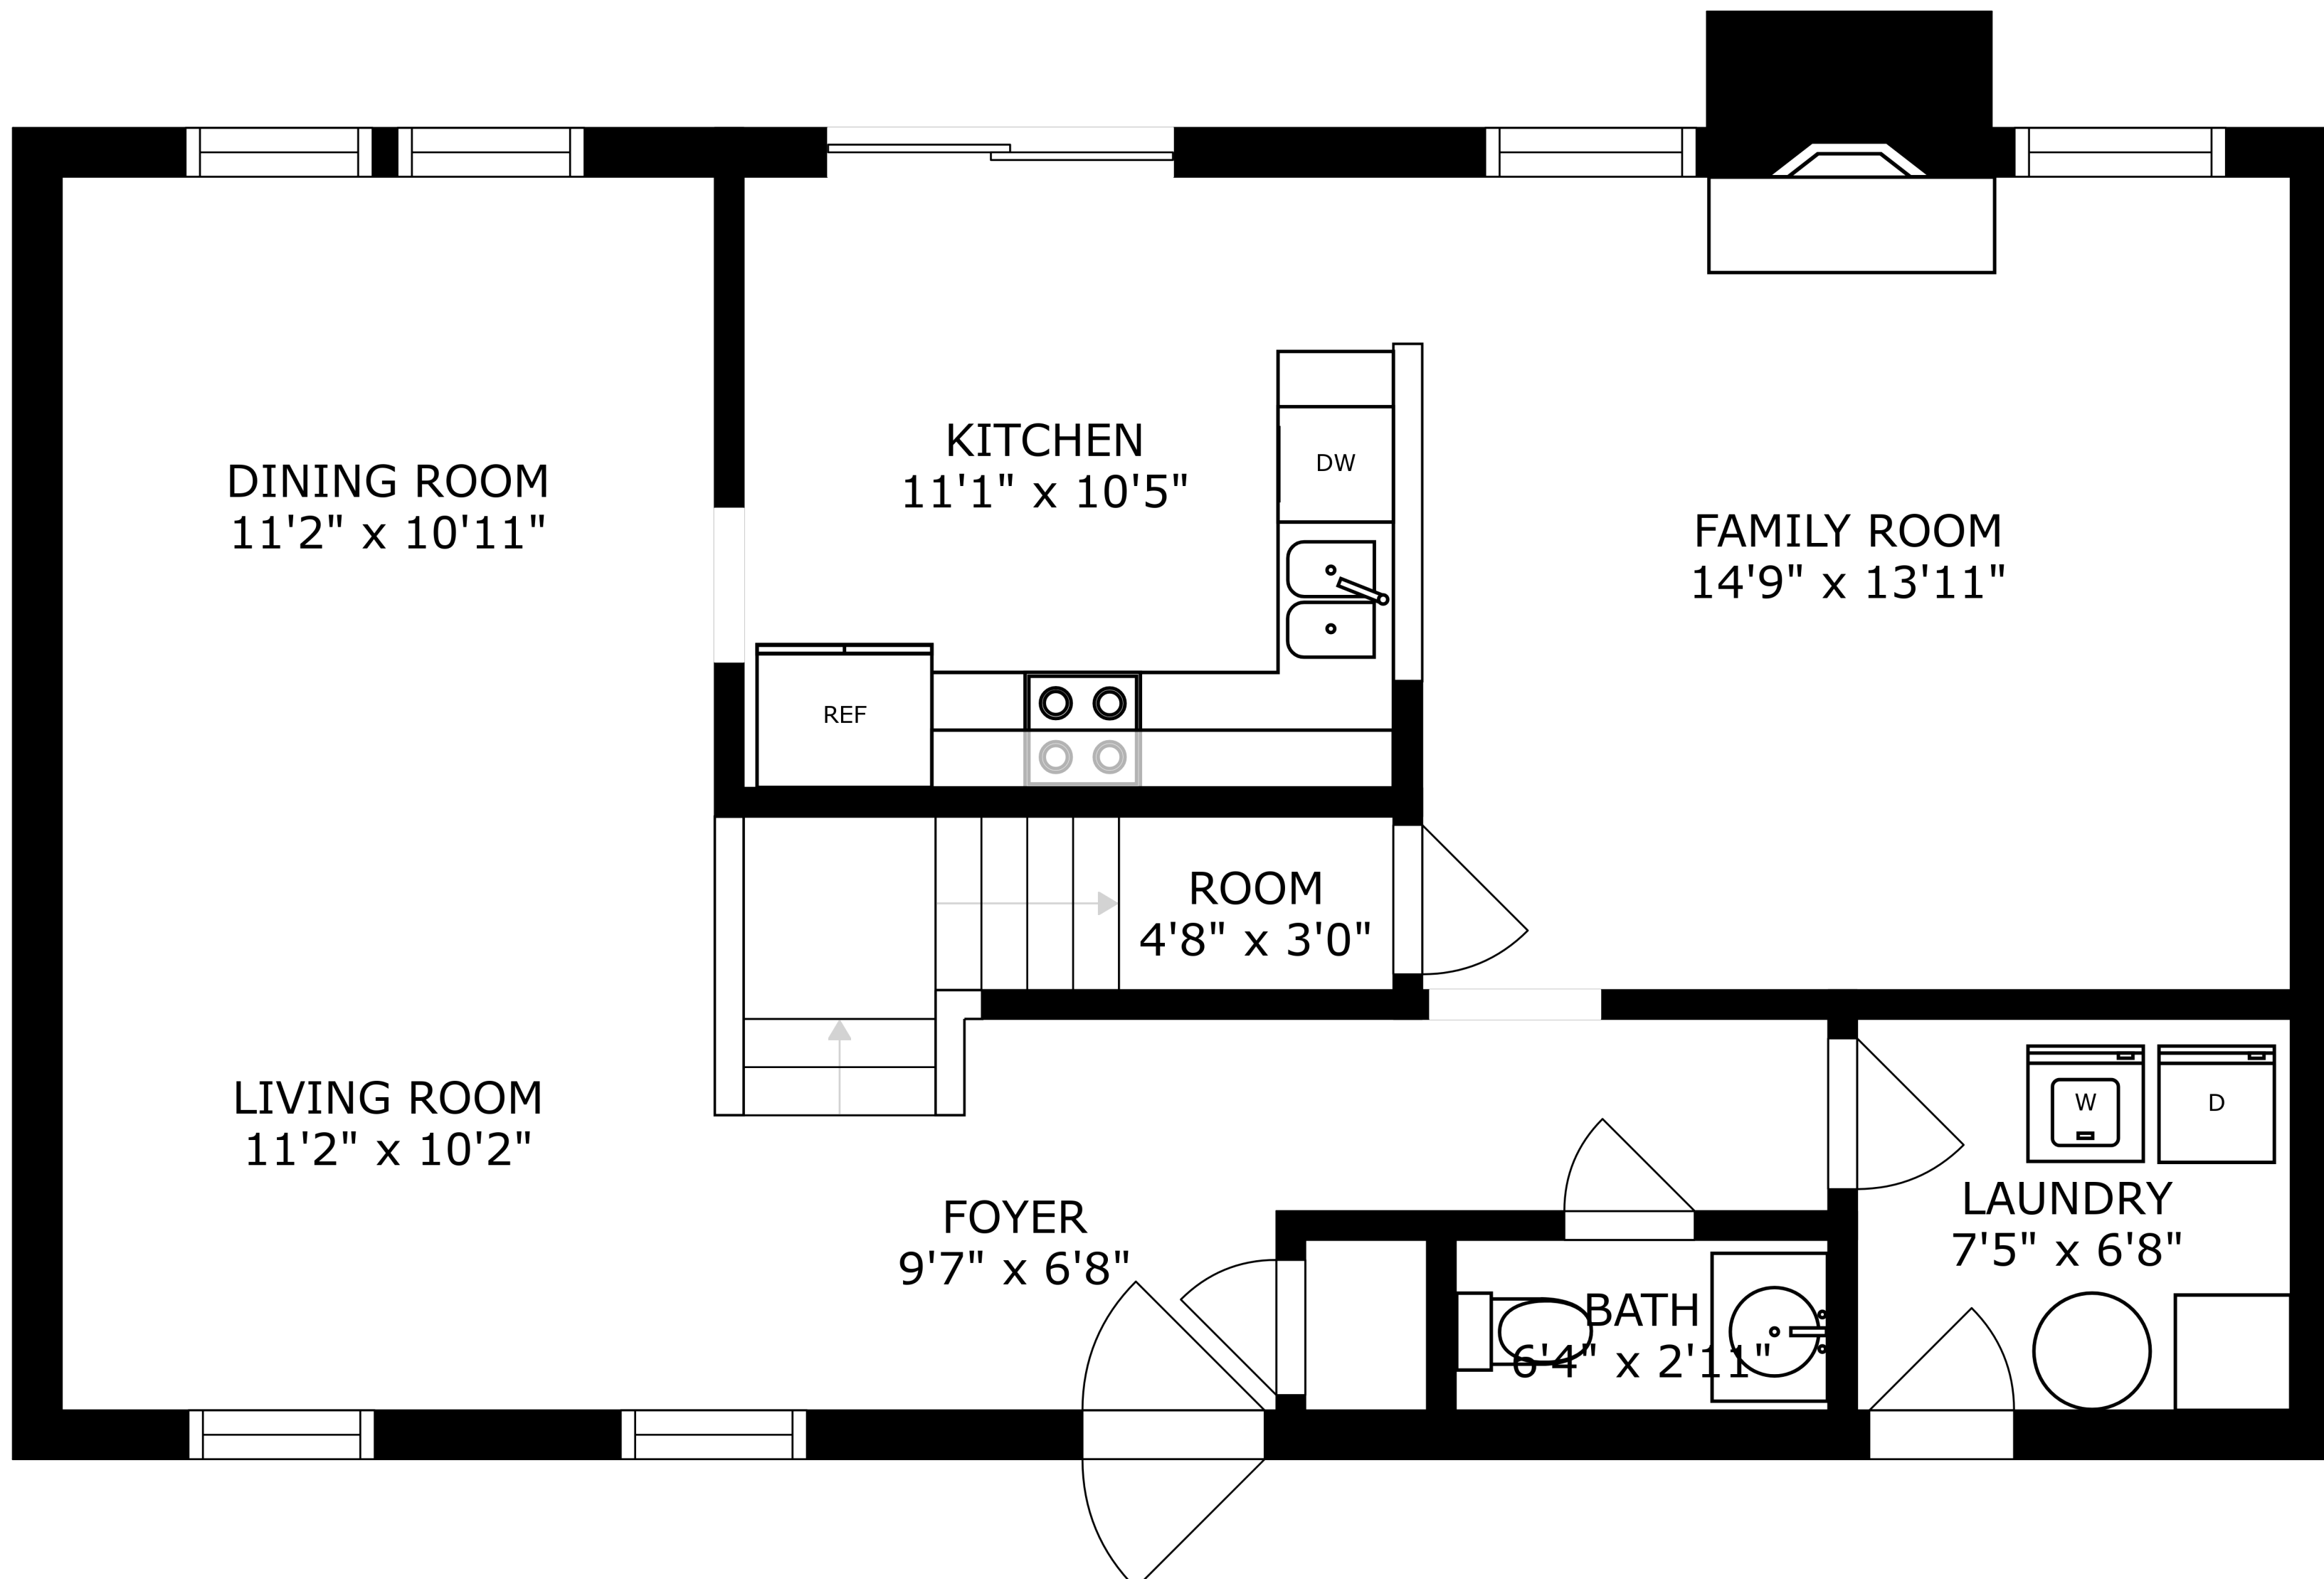 DINING ROOM
11'2" x 10'11"
KITCHEN
11'1" x 10'5"
DW
FAMILY ROOM
14'9" x 13'11"
REF
ROOM
4'8" x 3'0"
LIVING ROOM
11'2" x 10'2"
FOYER
9'7" x 6'8"
W
D
LAUNDRY
7'5" x 6'8"
BATH
6'4" x 2'11"